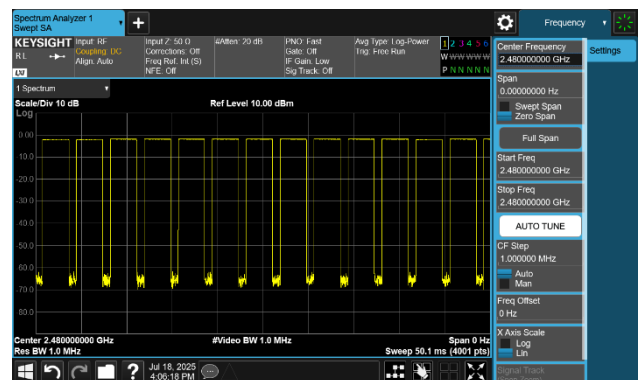 Spectrum Analyzer 1
Swept SA
Frequency
KEYSIGHT
R L
LXI
Input: RF
Coupling: DC
Align: Auto
Input Z: 50 Ω
Corrections: Off
Freq Ref: Int (S)
NFE: Off
#Atten: 20 dB
PNO: Fast
Gate: Off
IF Gain: Low
Sig Track: Off
Avg Type: Log-Power
Trig: Free Run
1 2 3 4 5 6
W W W W W W
P N N N N N
Center Frequency
2.480000000 GHz
Settings
Span
0.00000000 Hz
Swept Span
Zero Span
Full Span
Start Freq
2.480000000 GHz
Stop Freq
2.480000000 GHz
AUTO TUNE
CF Step
1.000000 MHz
Auto
Man
Freq Offset
0 Hz
X Axis Scale
Log
Lin
Signal Track
1 Spectrum
Scale/Div 10 dB
Ref Level 10.00 dBm
Log
0.00
-10.0
-20.0
-30.0
-40.0
-50.0
-60.0
-70.0
-80.0
Center 2.480000000 GHz
#Video BW 1.0 MHz
Span 0 Hz
Res BW 1.0 MHz
Sweep 50.1 ms (4001 pts)
?
Jul 18, 2025
4:06:18 PM